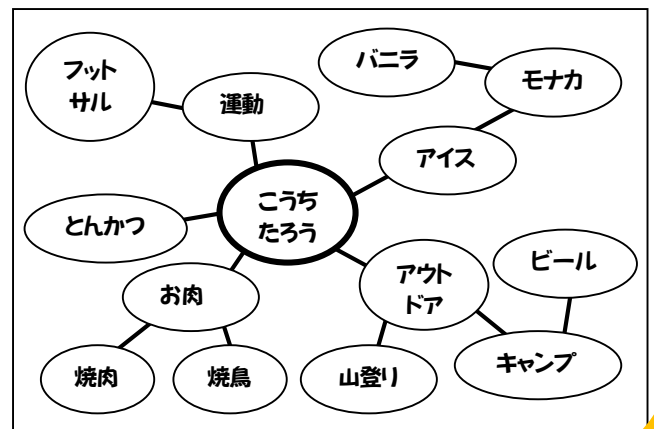 フット
サル
運動
バニラ
モナカ
アイス
こうち
たろう
とんかつ
お肉
アウト
ドア
ビール
焼肉
焼鳥
山登り
キャンプ